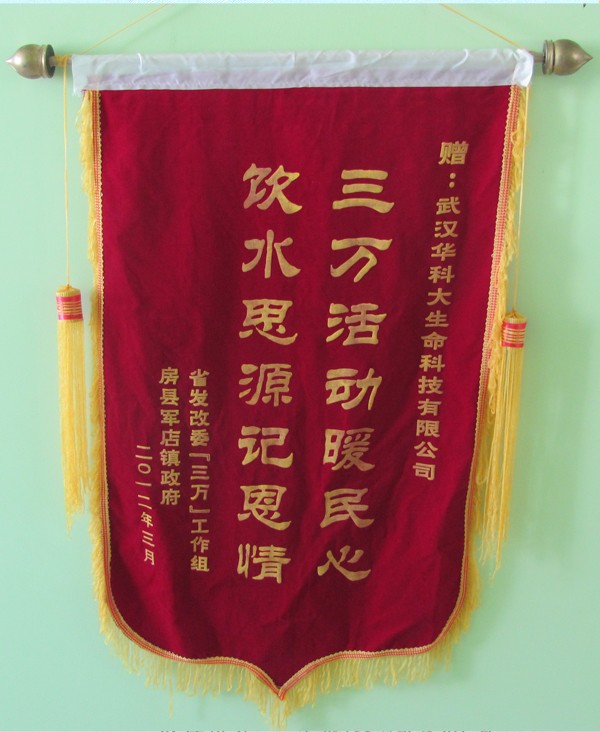 赠：武汉华科大生命科技有限公司
三万活动暖民心
饮水思源记恩情
省发改委『三万』工作组
房县军店镇政府
二〇一二年三月